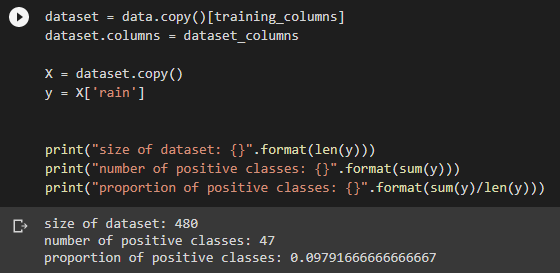 dataset = data.copy()[training_columns]
dataset.columns = dataset_columns
X = dataset.copy()
y = X['rain']
print("size of dataset: {}".format(len(y)))
print("number of positive classes: {}".format(sum(y)))
print("proportion of positive classes: {}".format(sum(y)/len(y)))
size of dataset: 480
number of positive classes: 47
proportion of positive classes: 0.09791666666666667